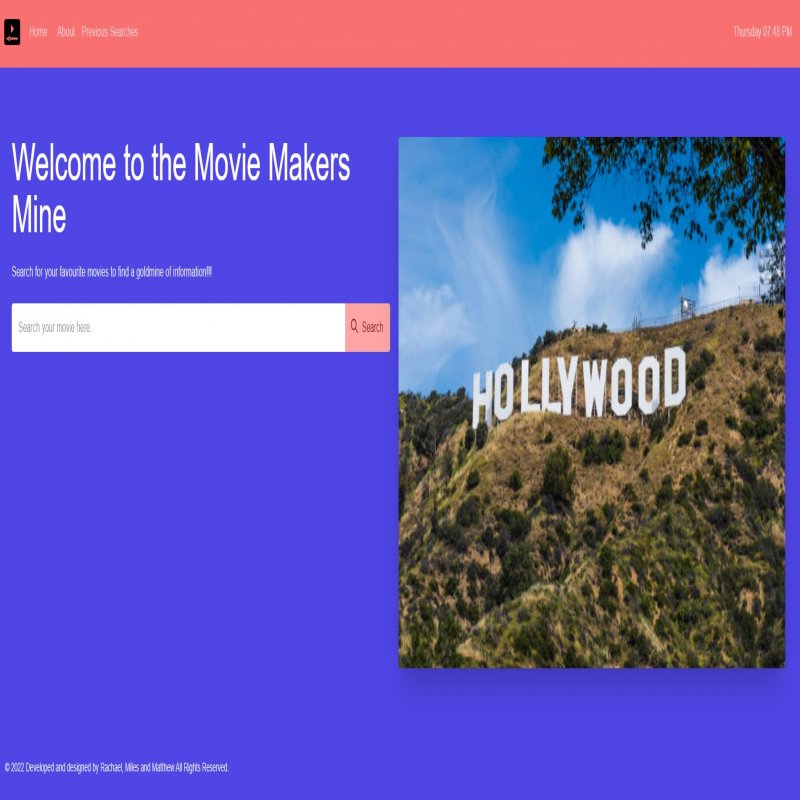 Home About Previous Searches Thursday 07:48 PM
Welcome to the Movie Makers
Mine
Search for your favourite movies to find a goldmine of information!!!!
Search your movie here.
Search
HOLLYWOOD
© 2022 Developed and designed by Rachael, Miles and Matthew All Rights Reserved.